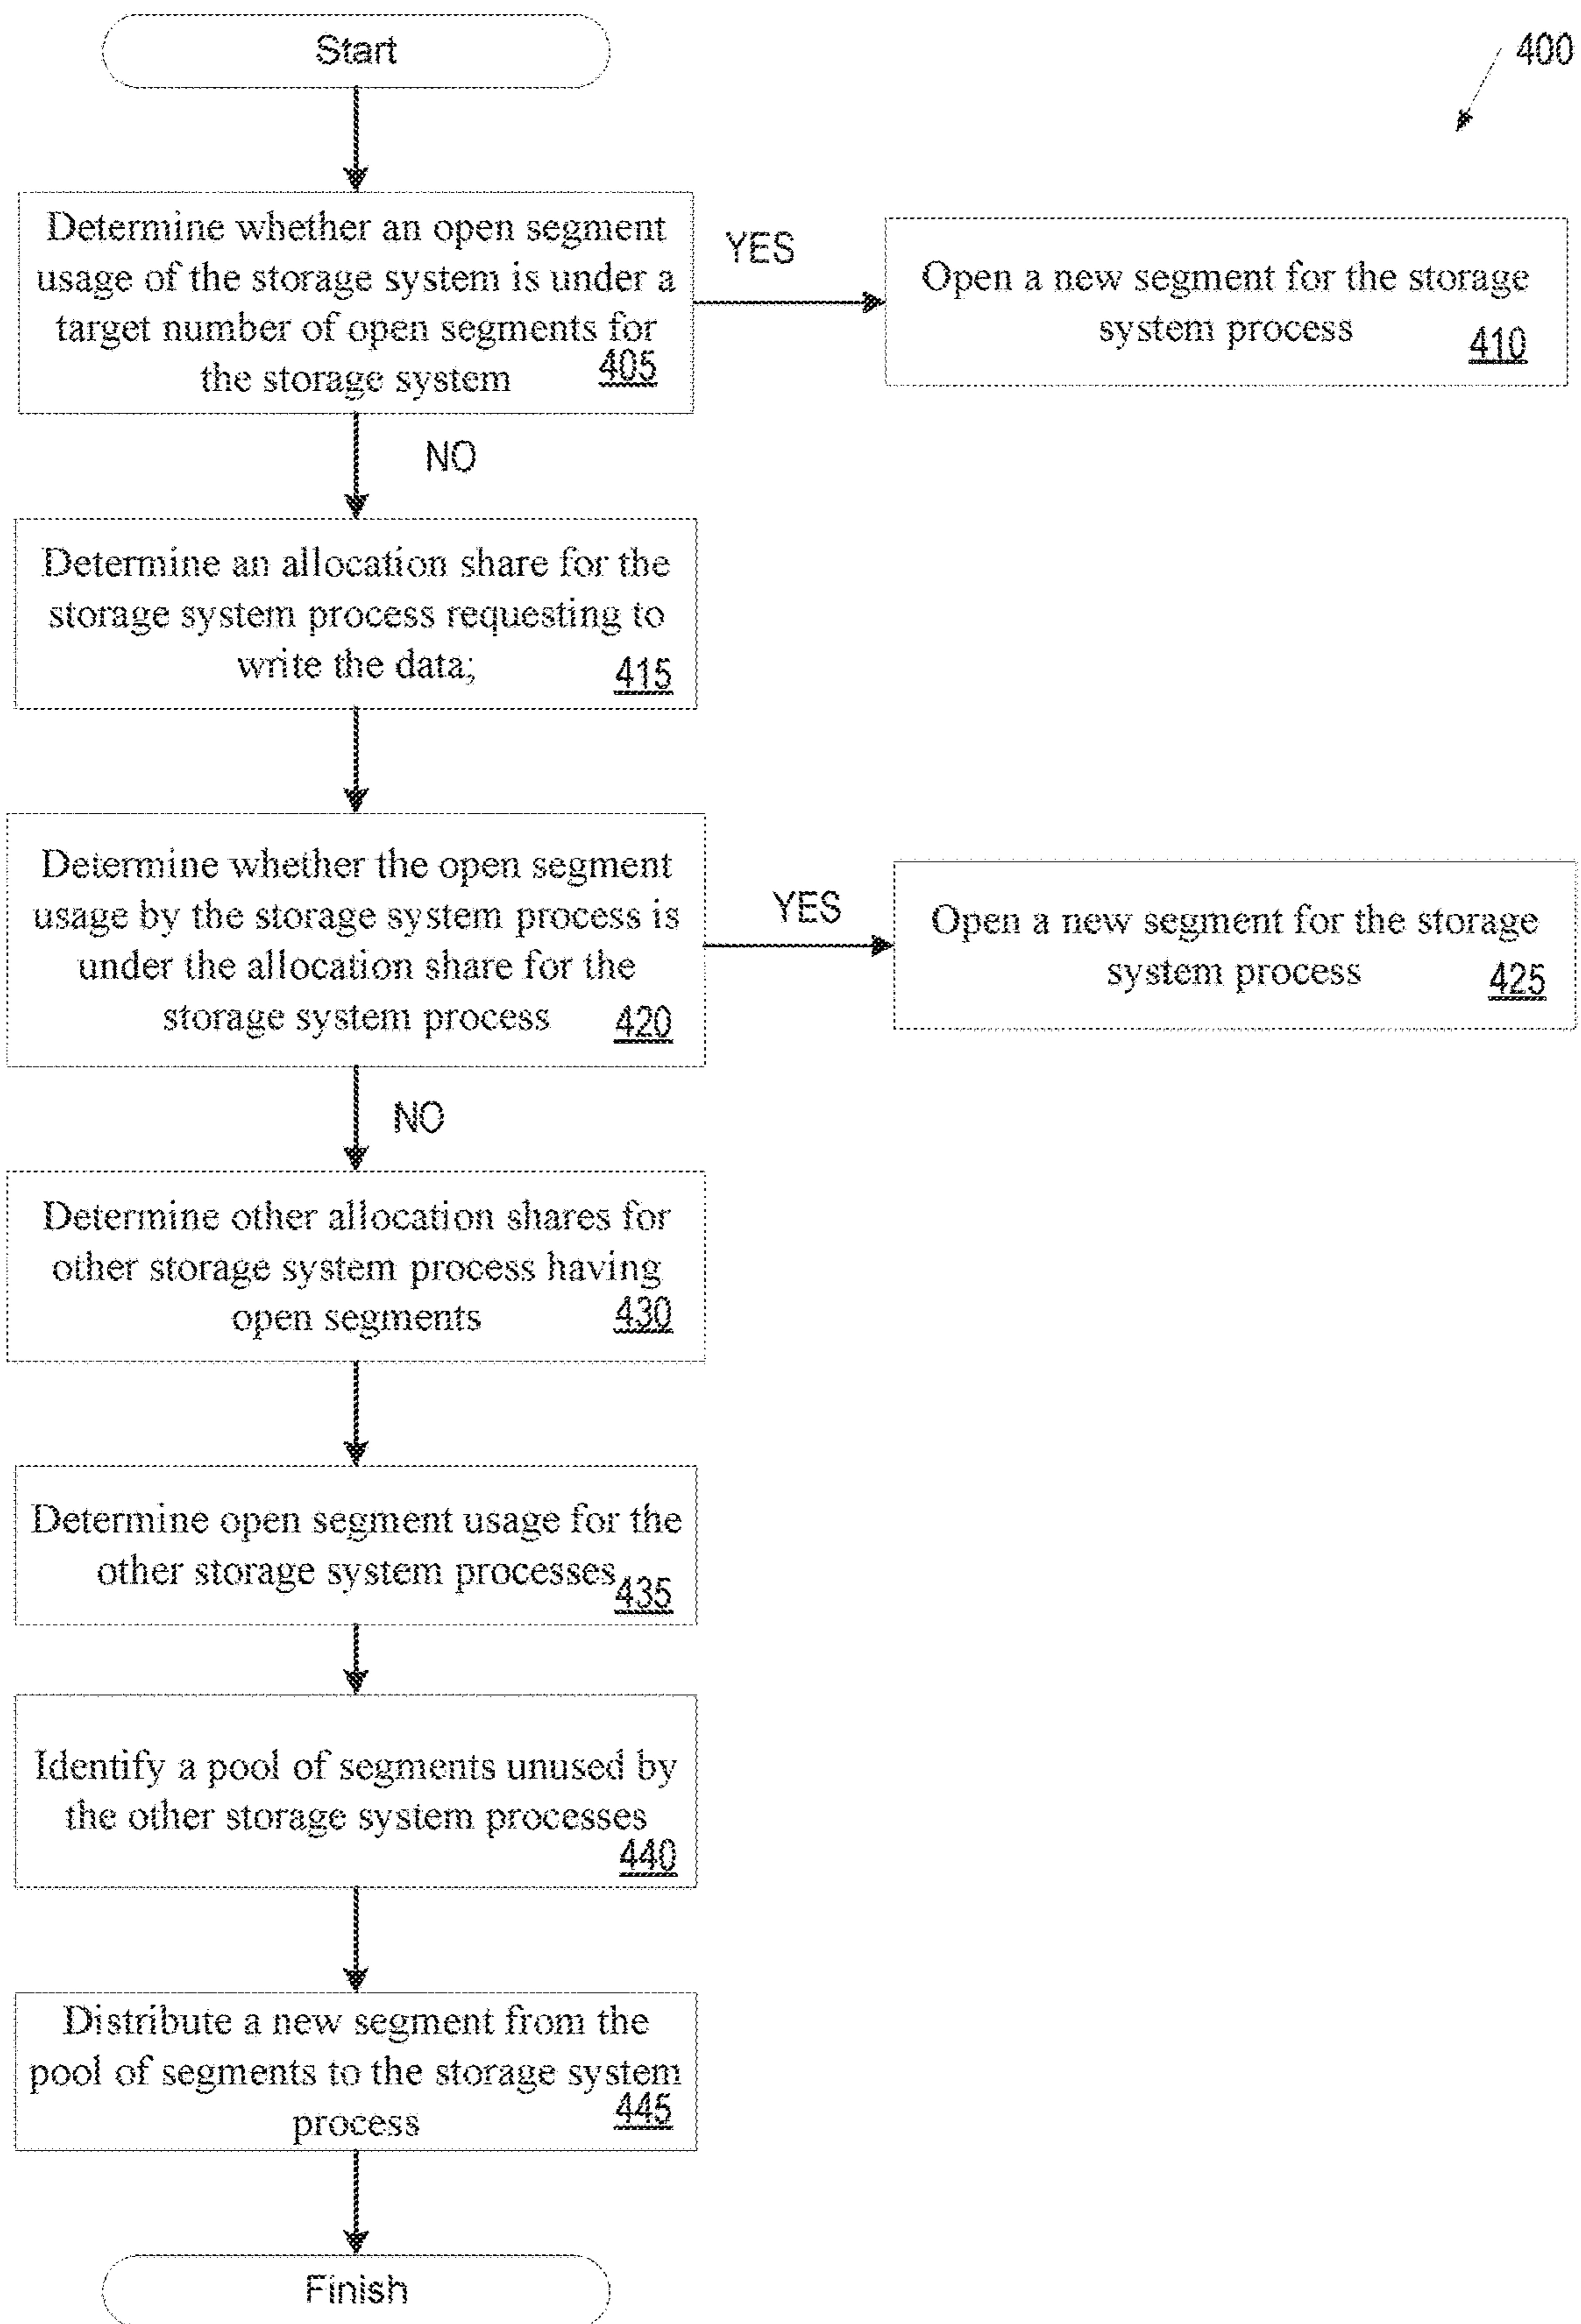 Start
400
Determine whether an open segment
usage of the storage system is under a
target number of open segments for
the storage system
405
YES
Open a new segment for the storage
system process
410
NO
Determine an allocation share for the
storage system process requesting to
write the data;
415
Determine whether the open segment
usage by the storage system process is
under the allocation share for the
storage system process
420
YES
Open a new segment for the storage
system process
425
NO
Determine other allocation shares for
other storage system process having
open segments
430
Determine open segment usage for the
other storage system processes
435
Identify a pool of segments unused by
the other storage system processes
440
Distribute a new segment from the
pool of segments to the storage system
process
445
Finish